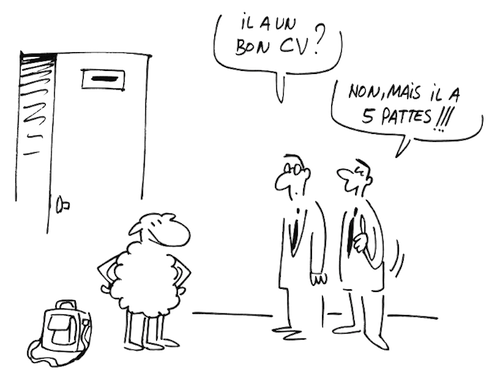 IL A UN
BON CV?
NON, MAIS IL A
5 PATTES!!!